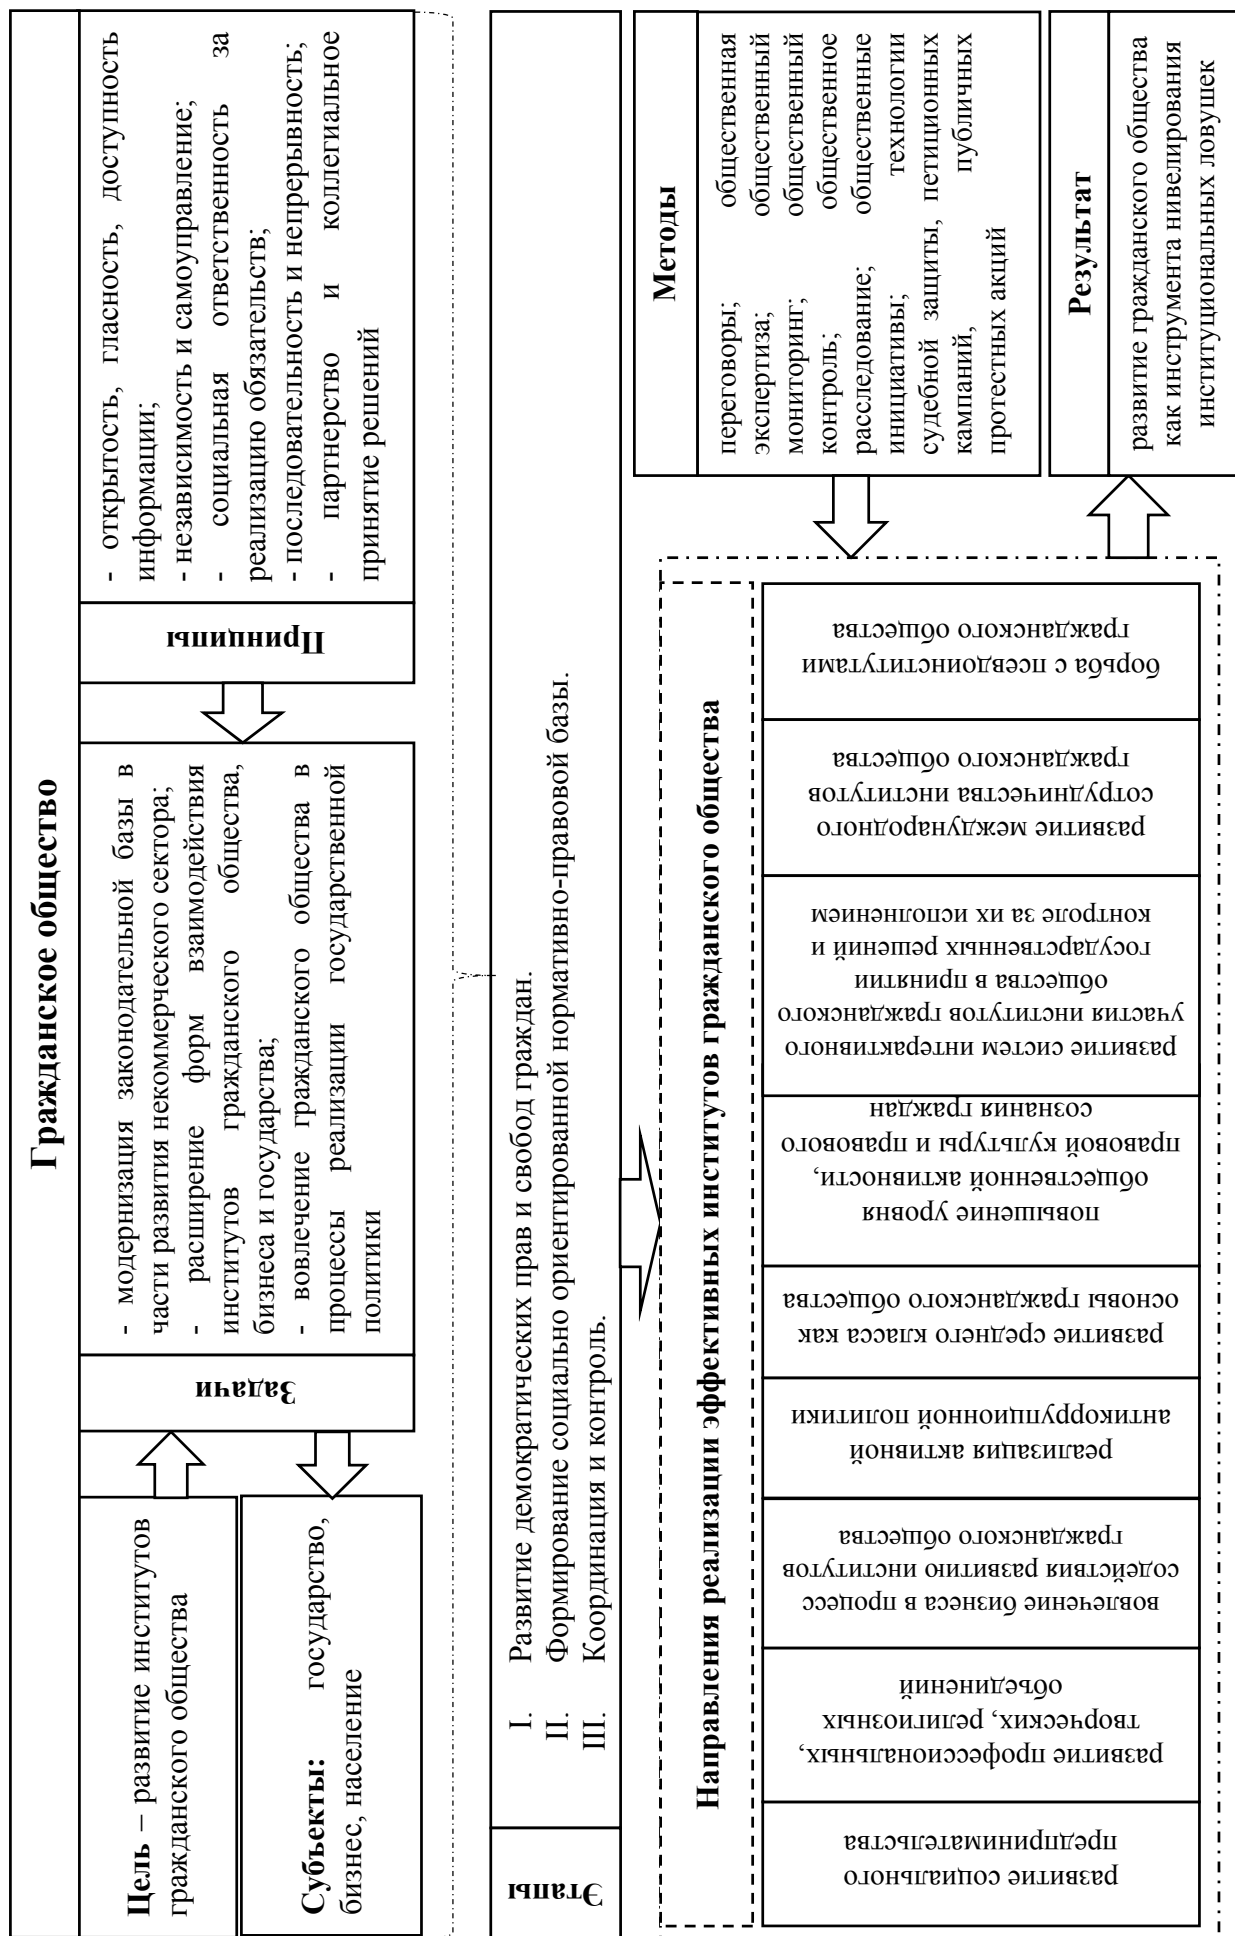 Гражданское общество
Цель – развитие институтов
гражданского общества
Субъекты: государство,
бизнес, население
Задачи
- модернизация законодательной базы в
части развития некоммерческого сектора;
- расширение форм взаимодействия
институтов гражданского общества,
бизнеса и государства;
- вовлечение гражданского общества в
процессы реализации государственной
политики
Принципы
- открытость, гласность, доступность
информации;
- независимость и самоуправление;
- социальная ответственность за
реализацию обязательств;
- последовательность и непрерывность;
- партнерство и коллегиальное
принятие решений
Этапы
I. Развитие демократических прав и свобод граждан.
II. Формирование социально ориентированной нормативно-правовой базы.
III. Координация и контроль.
Направления реализации эффективных институтов гражданского общества
развитие социального
предпринимательства
развитие профессиональных,
творческих, религиозных
объединений
вовлечение бизнеса в процесс
содействия развитию институтов
гражданского общества
реализация активной
антикоррупционной политики
развитие среднего класса как
основы гражданского общества
повышение уровня
общественной активности,
правовой культуры и правового
сознания граждан
развитие систем интерактивного
участия институтов гражданского
общества в принятии
государственных решений и
контроле за их исполнением
развитие международного
сотрудничества институтов
гражданского общества
борьба с псевдоинститутами
гражданского общества
Методы
переговоры; общественная
экспертиза; общественный
мониторинг; общественный
контроль; общественное
расследование; общественные
инициативы; технологии
судебной защиты, петиционных
кампаний, публичных
протестных акций
Результат
развитие гражданского общества
как инструмента нивелирования
институциональных ловушек